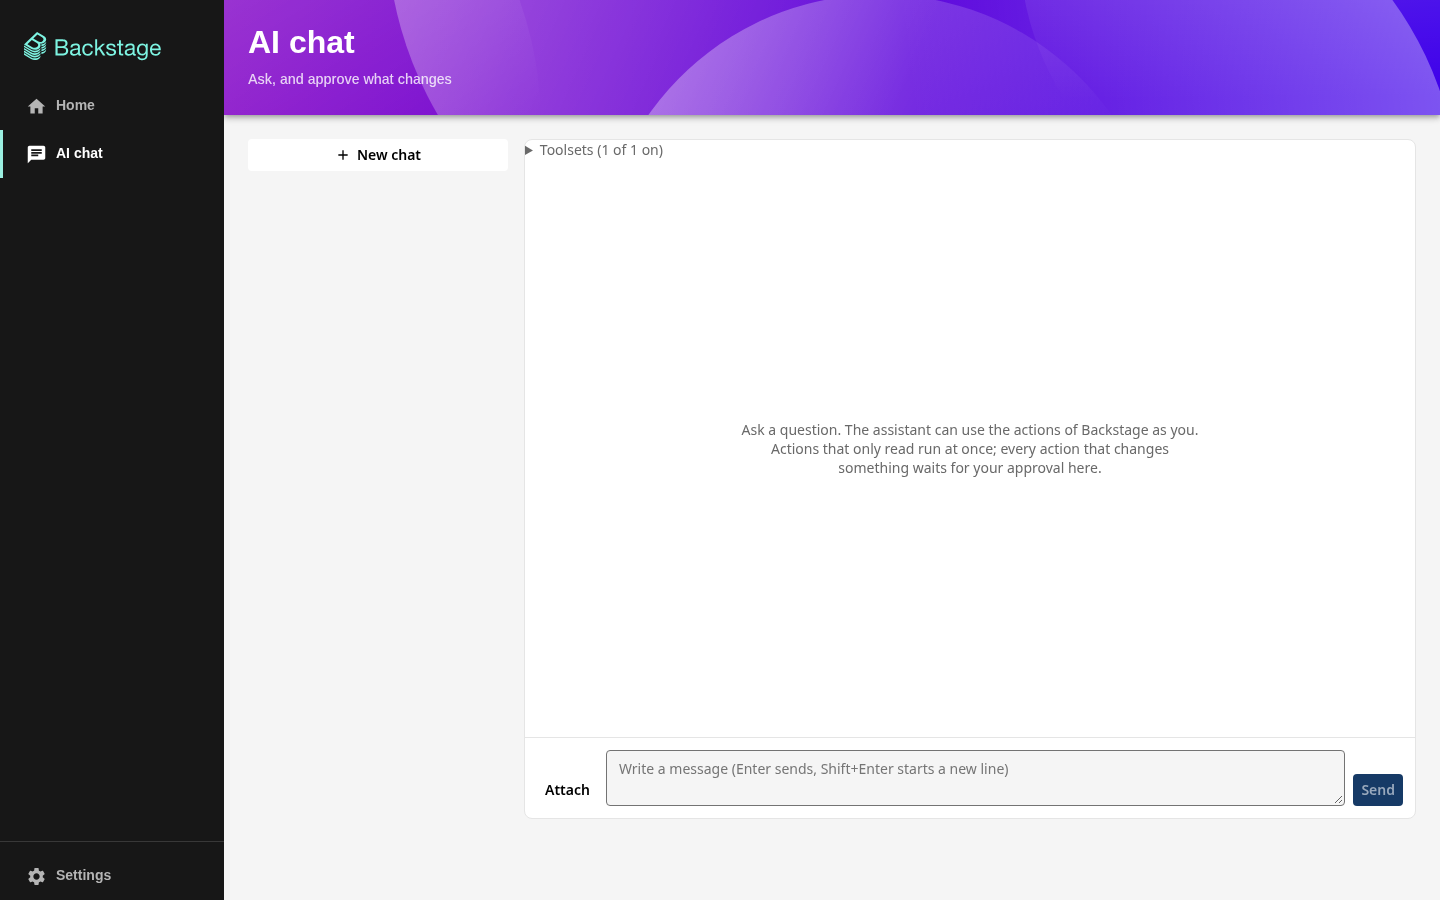 Backstage
Home
AI chat
Settings
AI chat
Ask, and approve what changes
New chat
Toolsets (1 of 1 on)
Ask a question. The assistant can use the actions of Backstage as you.
Actions that only read run at once; every action that changes
something waits for your approval here.
Attach
Write a message (Enter sends, Shift+Enter starts a new line)
Send